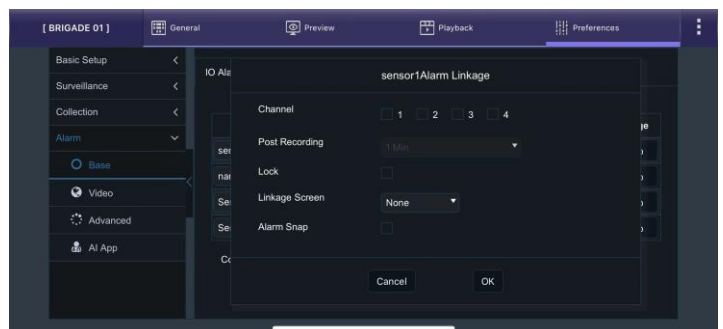 [ BRIGADE 01 ] General Preview Playback Preferences
Basic Setup
Surveillance
Collection
Alarm
Base
Video
Advanced
AI App
IO Ala
sensor1Alarm Linkage
Channel 1 2 3 4
Post Recording 1 Min.
Lock
Linkage Screen None
Alarm Snap
Cancel OK